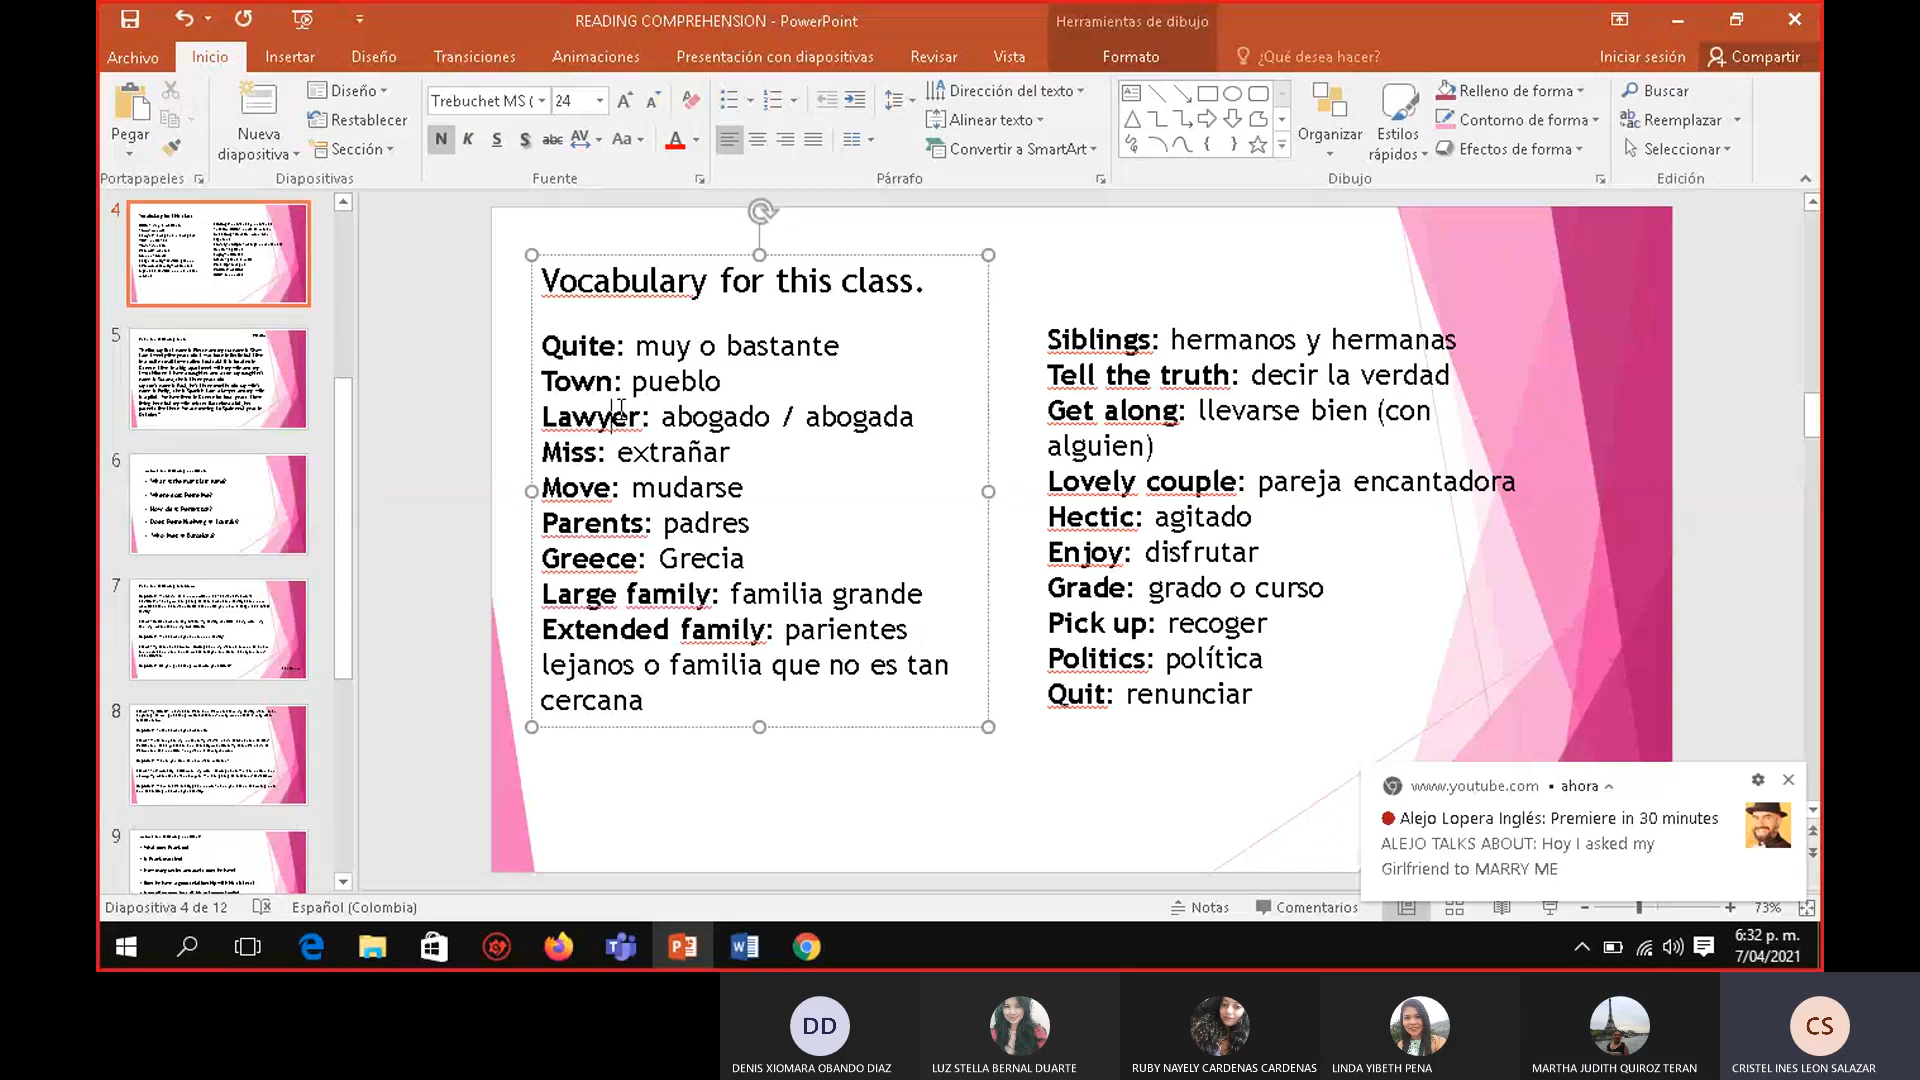 READING COMPREHENSION - PowerPoint
Herramientas de dibujo
Archivo
Inicio
Insertar
Diseño
Transiciones
Animaciones
Presentación con diapositivas
Revisar
Vista
Formato
¿Qué desea hacer?
Iniciar sesión
Compartir
Pegar
Nueva
diapositiva
Diseño
Restablecer
Sección
Trebuchet MS (
24
N K S S abc AV Aa A
Dirección del texto
Alinear texto
Convertir a SmartArt
Organizar
Estilos
rápidos
Relleno de forma
Contorno de forma
Efectos de forma
Buscar
Reemplazar
Seleccionar
Portapapeles
Diapositivas
Fuente
Párrafo
Dibujo
Edición
4
5
6
7
8
9
Vocabulary for this class.
Quite: muy o bastante
Town: pueblo
Lawyer: abogado / abogada
Miss: extrañar
Move: mudarse
Parents: padres
Greece: Grecia
Large family: familia grande
Extended family: parientes
lejanos o familia que no es tan
cercana
Siblings: hermanos y hermanas
Tell the truth: decir la verdad
Get along: llevarse bien (con
alguien)
Lovely couple: pareja encantadora
Hectic: agitado
Enjoy: disfrutar
Grade: grado o curso
Pick up: recoger
Politics: política
Quit: renunciar
www.youtube.com • ahora
Alejo Lopera Inglés: Premiere in 30 minutes
ALEJO TALKS ABOUT: Hoy I asked my
Girlfriend to MARRY ME
Diapositiva 4 de 12
Español (Colombia)
Notas
Comentarios
73%
6:32 p. m.
7/04/2021
DD
CS
DENIS XIOMARA OBANDO DIAZ
LUZ STELLA BERNAL DUARTE
RUBY NAYELY CARDENAS CARDENAS
LINDA YIBETH PENA
MARTHA JUDITH QUIROZ TERAN
CRISTEL INES LEON SALAZAR